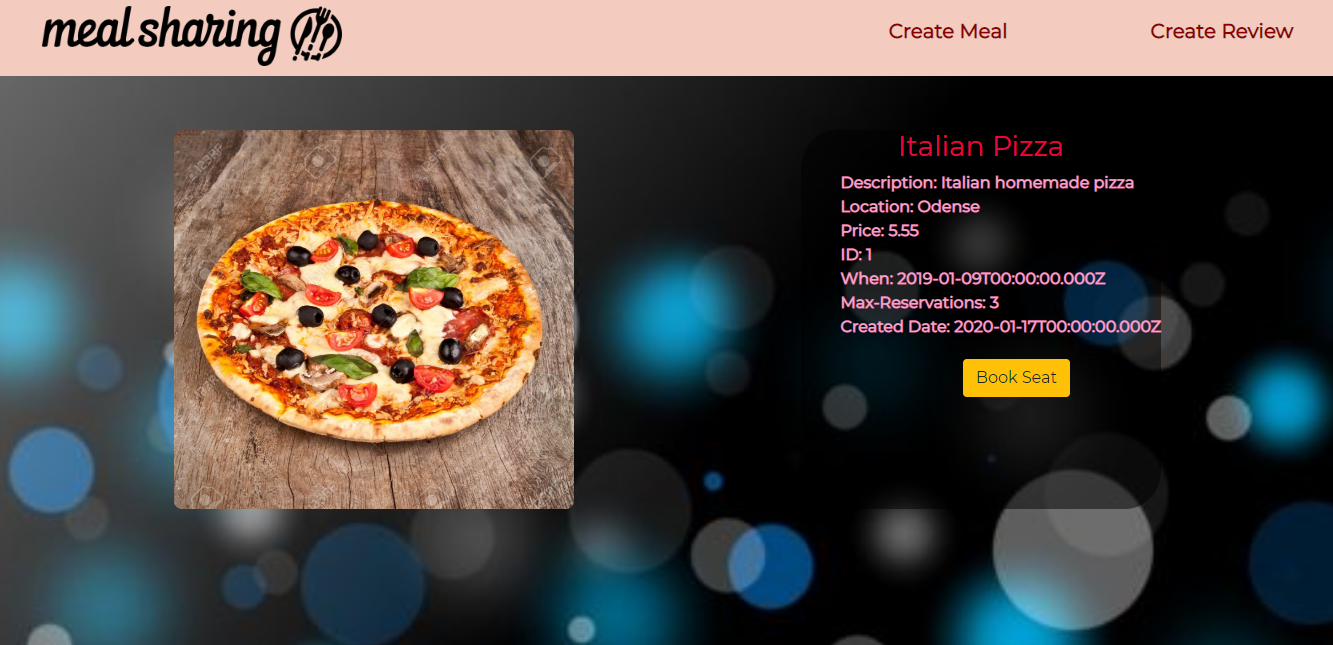 meal sharing
Create Meal
Create Review
Italian Pizza
Description: Italian homemade pizza
Location: Odense
Price: 5.55
ID: 1
When: 2019-01-09T00:00:00.000Z
Max-Reservations: 3
Created Date: 2020-01-17T00:00:00.000Z
Book Seat